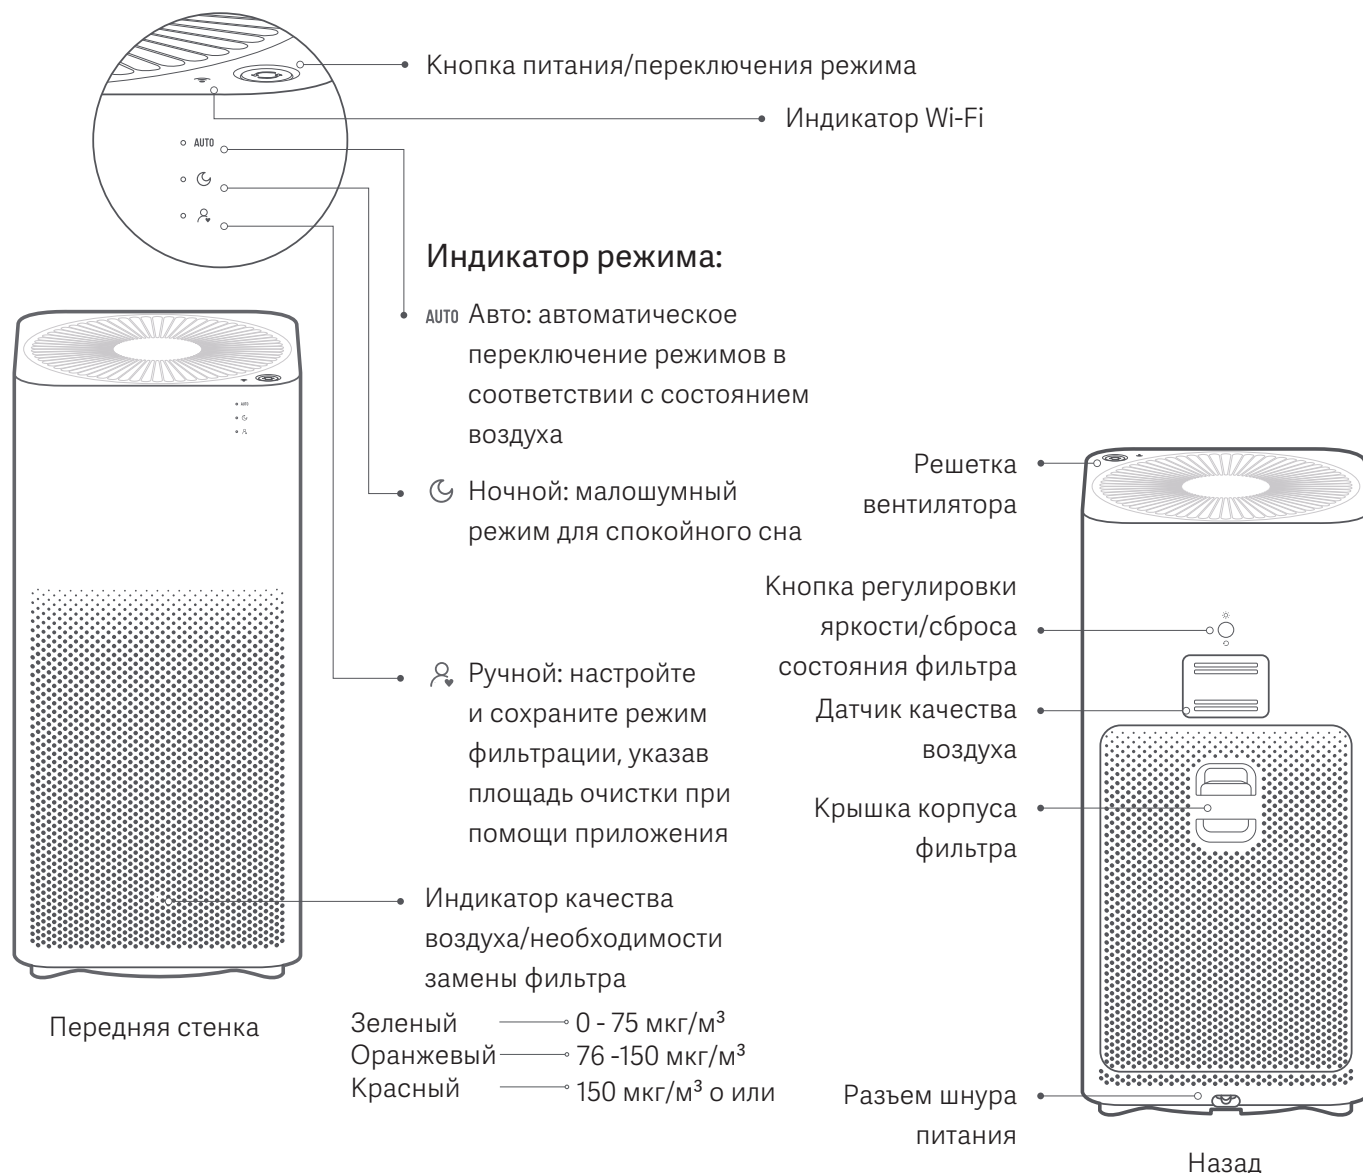 Кнопка питания/переключения режима
Индикатор Wi-Fi
AUTO
Индикатор режима:
AUTO Авто: автоматическое
переключение режимов в
соответствии с состоянием
воздуха
Ночной: малошумный
режим для спокойного сна
Ручной: настройте
и сохраните режим
фильтрации, указав
площадь очистки при
помощи приложения
Индикатор качества
воздуха/необходимости
замены фильтра
Зеленый 0 - 75 мкг/м³
Оранжевый 76 -150 мкг/м³
Красный 150 мкг/м³ о или
AUTO
Передняя стенка
Решетка
вентилятора
Кнопка регулировки
яркости/сброса
состояния фильтра
Датчик качества
воздуха
Крышка корпуса
фильтра
Разъем шнура
питания
Назад